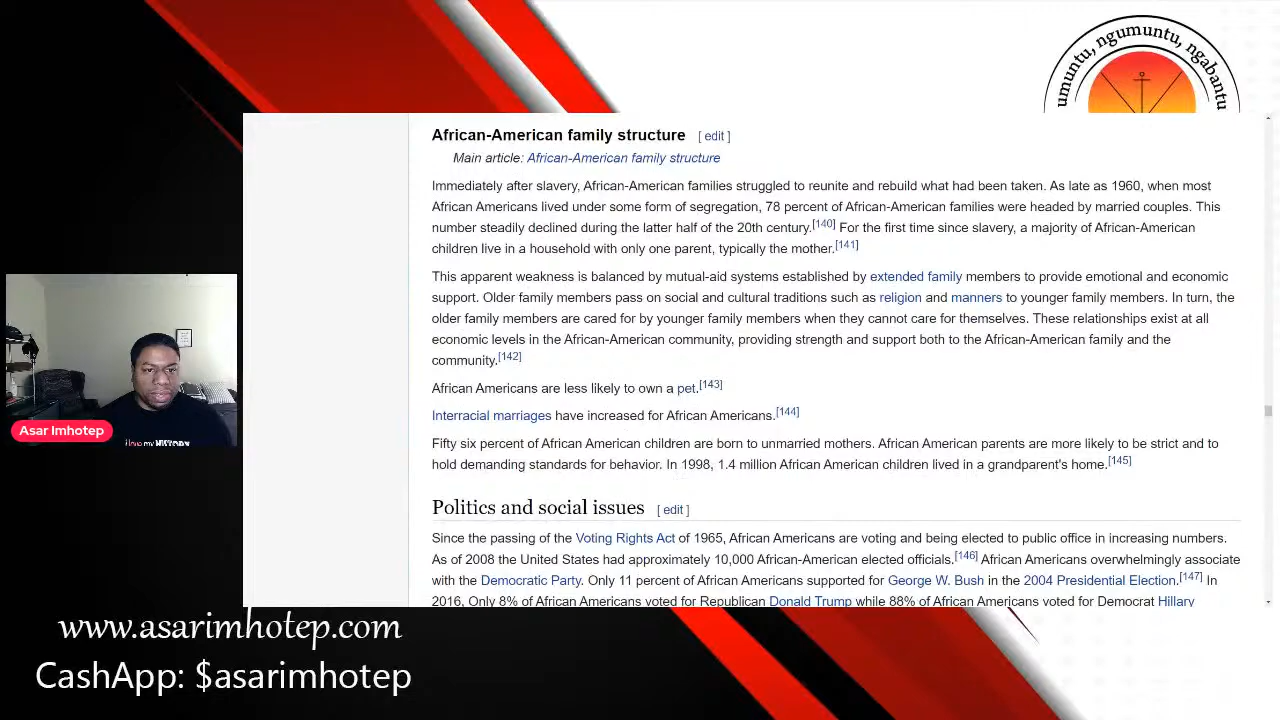 umuntu, ngumuntu, ngabantu
African-American family structure [ edit ]
Main article: African-American family structure
Immediately after slavery, African-American families struggled to reunite and rebuild what had been taken. As late as 1960, when most
African Americans lived under some form of segregation, 78 percent of African-American families were headed by married couples. This
number steadily declined during the latter half of the 20th century.[140] For the first time since slavery, a majority of African-American
children live in a household with only one parent, typically the mother.[141]
This apparent weakness is balanced by mutual-aid systems established by extended family members to provide emotional and economic
support. Older family members pass on social and cultural traditions such as religion and manners to younger family members. In turn, the
older family members are cared for by younger family members when they cannot care for themselves. These relationships exist at all
economic levels in the African-American community, providing strength and support both to the African-American family and the
community.[142]
African Americans are less likely to own a pet.[143]
Interracial marriages have increased for African Americans.[144]
Fifty six percent of African American children are born to unmarried mothers. African American parents are more likely to be strict and to
hold demanding standards for behavior. In 1998, 1.4 million African American children lived in a grandparent's home.[145]
Politics and social issues [ edit ]
Since the passing of the Voting Rights Act of 1965, African Americans are voting and being elected to public office in increasing numbers.
As of 2008 the United States had approximately 10,000 African-American elected officials.[146] African Americans overwhelmingly associate
with the Democratic Party. Only 11 percent of African Americans supported for George W. Bush in the 2004 Presidential Election.[147] In
2016, Only 8% of African Americans voted for Republican Donald Trump while 88% of African Americans voted for Democrat Hillary
Asar Imhotep
www.asarimhotep.com
CashApp: $asarimhotep